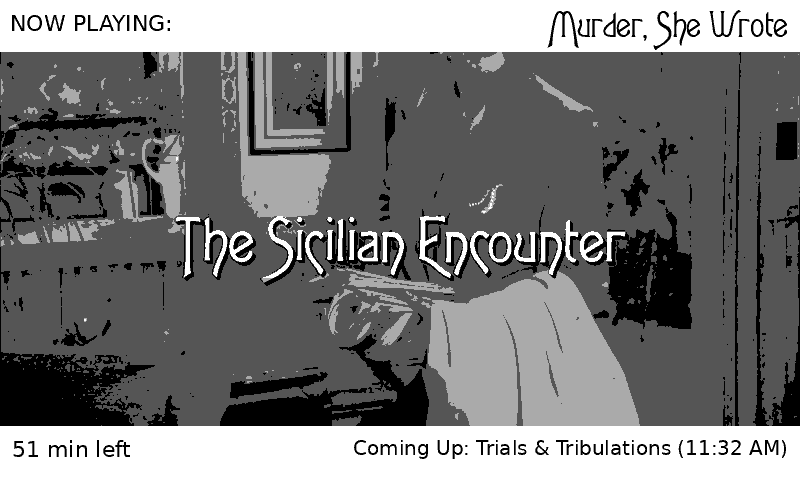 NOW PLAYING:
Murder, She Wrote
The Sicilian Encounter
51 min left
Coming Up: Trials & Tribulations (11:32 AM)